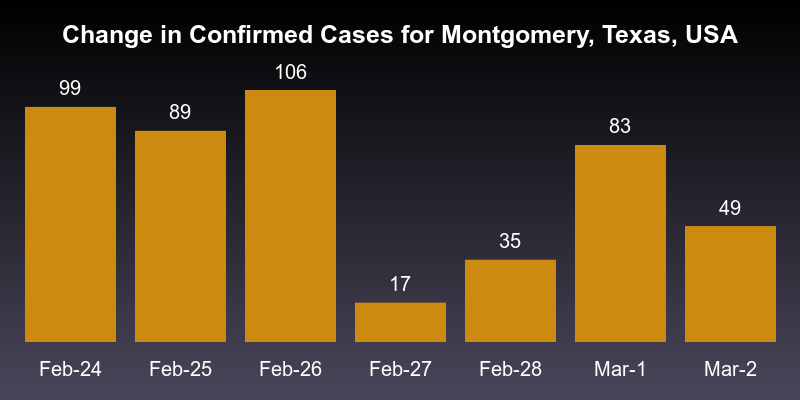 Change in Confirmed Cases for Montgomery, Texas, USA
99
89
106
17
35
83
49
Feb-24
Feb-25
Feb-26
Feb-27
Feb-28
Mar-1
Mar-2